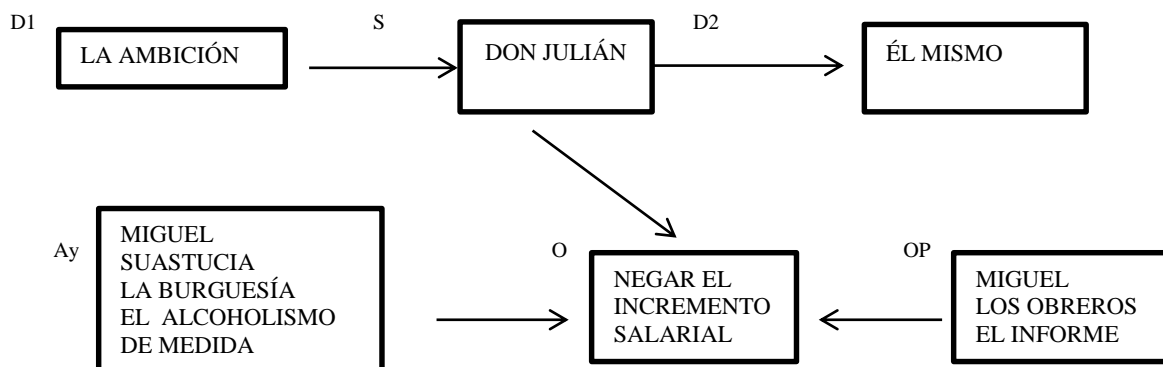 D1
LA AMBICIÓN
S
DON JULIÁN
D2
ÉL MISMO
Ay
MIGUEL
SUASTUCIA
LA BURGUESÍA
EL ALCOHOLISMO
DE MEDIDA
O
NEGAR EL
INCREMENTO
SALARIAL
OP
MIGUEL
LOS OBREROS
EL INFORME